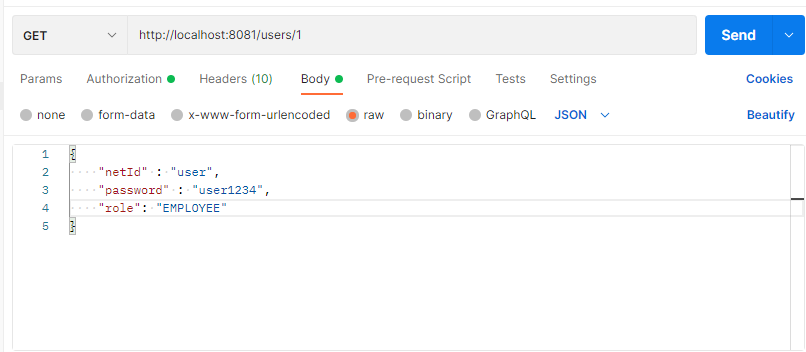 GET http://localhost:8081/users/1 Send
Params Authorization Headers (10) Body Pre-request Script Tests Settings Cookies
none form-data x-www-form-urlencoded raw binary GraphQL JSON Beautify
1 {
2 "netId" : "user",
3 "password" : "user1234",
4 "role": "EMPLOYEE"
5 }